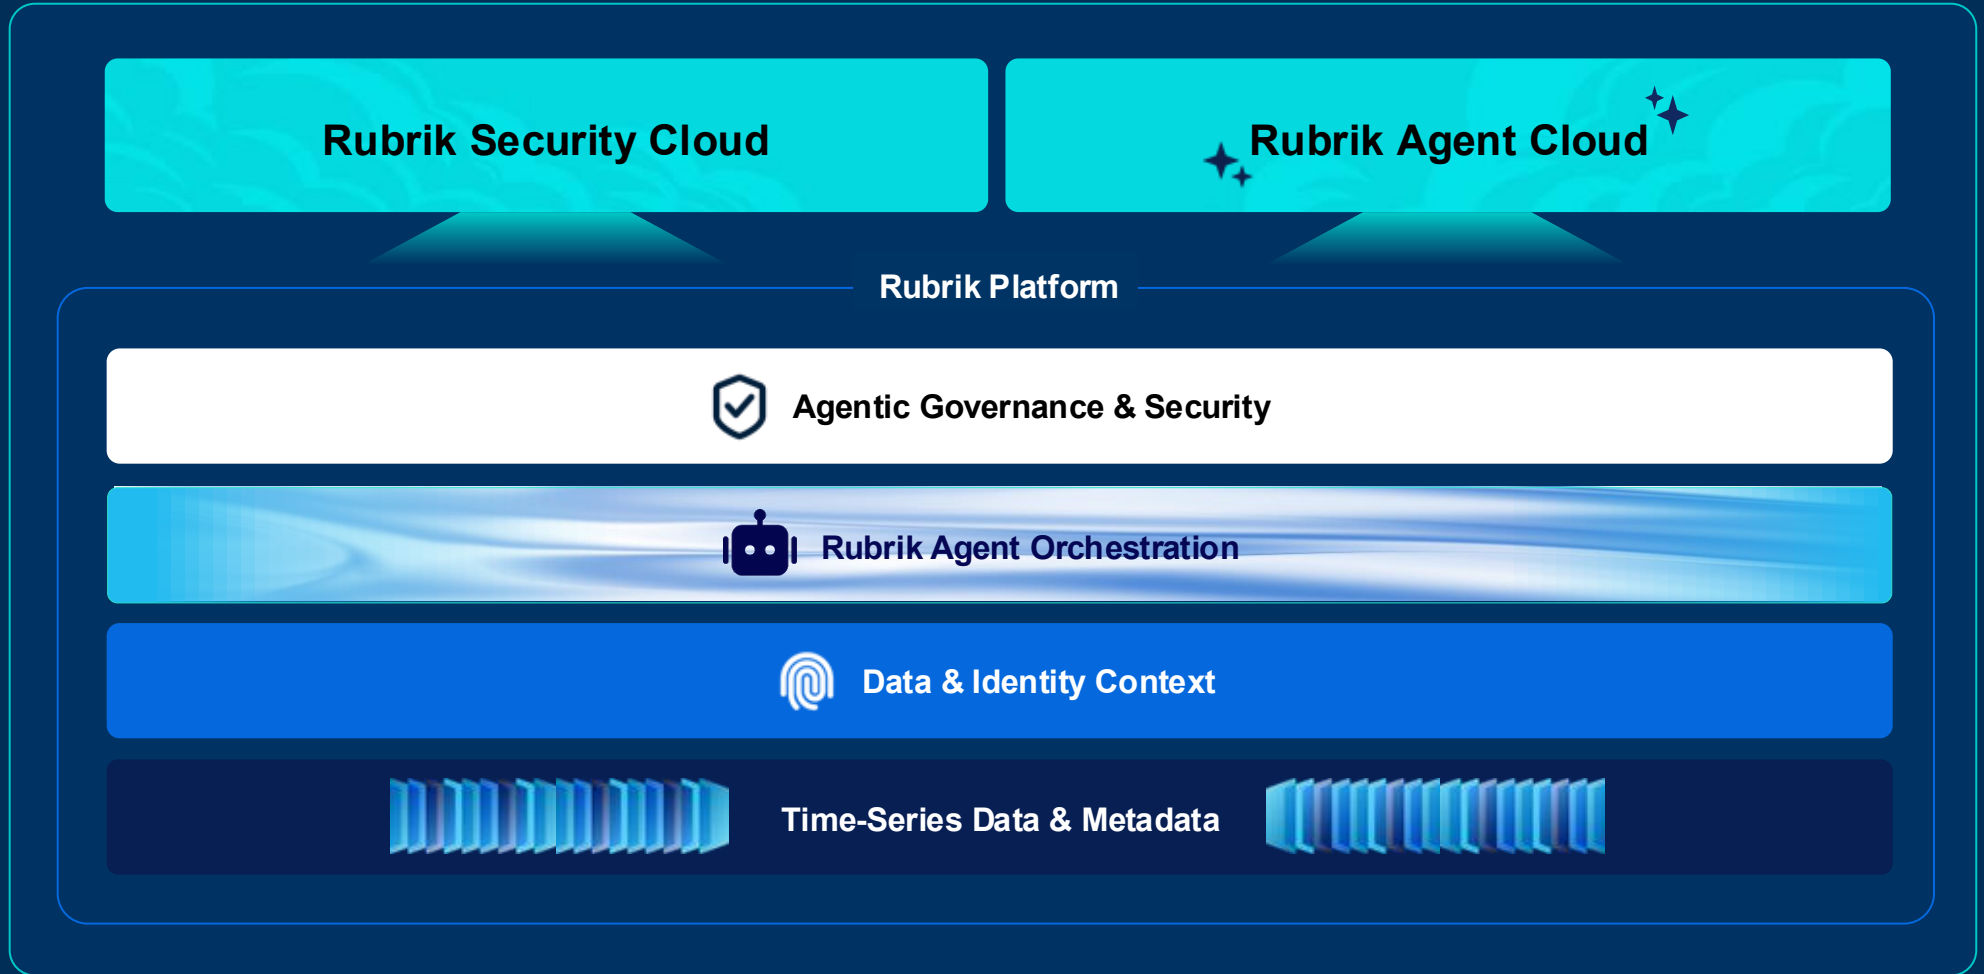 Rubrik Security Cloud
Rubrik Agent Cloud
Rubrik Platform
Agentic Governance & Security
Rubrik Agent Orchestration
Data & Identity Context
Time-Series Data & Metadata